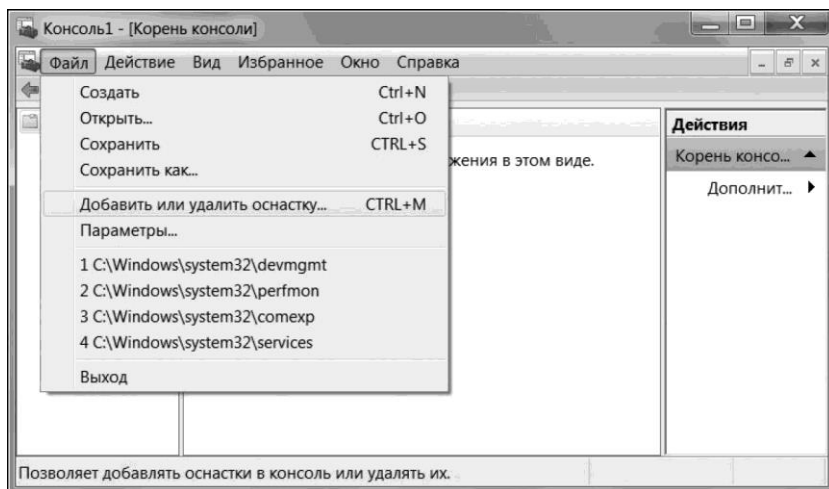 Консоль1 - [Корень консоли]
Файл Действие Вид Избранное Окно Справка
Создать Ctrl+N
Открыть... Ctrl+O
Сохранить CTRL+S
Сохранить как...
Добавить или удалить оснастку... CTRL+M
Параметры...
1 C:\Windows\system32\devmgmt
2 C:\Windows\system32\perfmon
3 C:\Windows\system32\comexp
4 C:\Windows\system32\services
Выход
жения в этом виде.
Действия
Корень консо...
Дополнит...
Позволяет добавлять оснастки в консоль или удалять их.